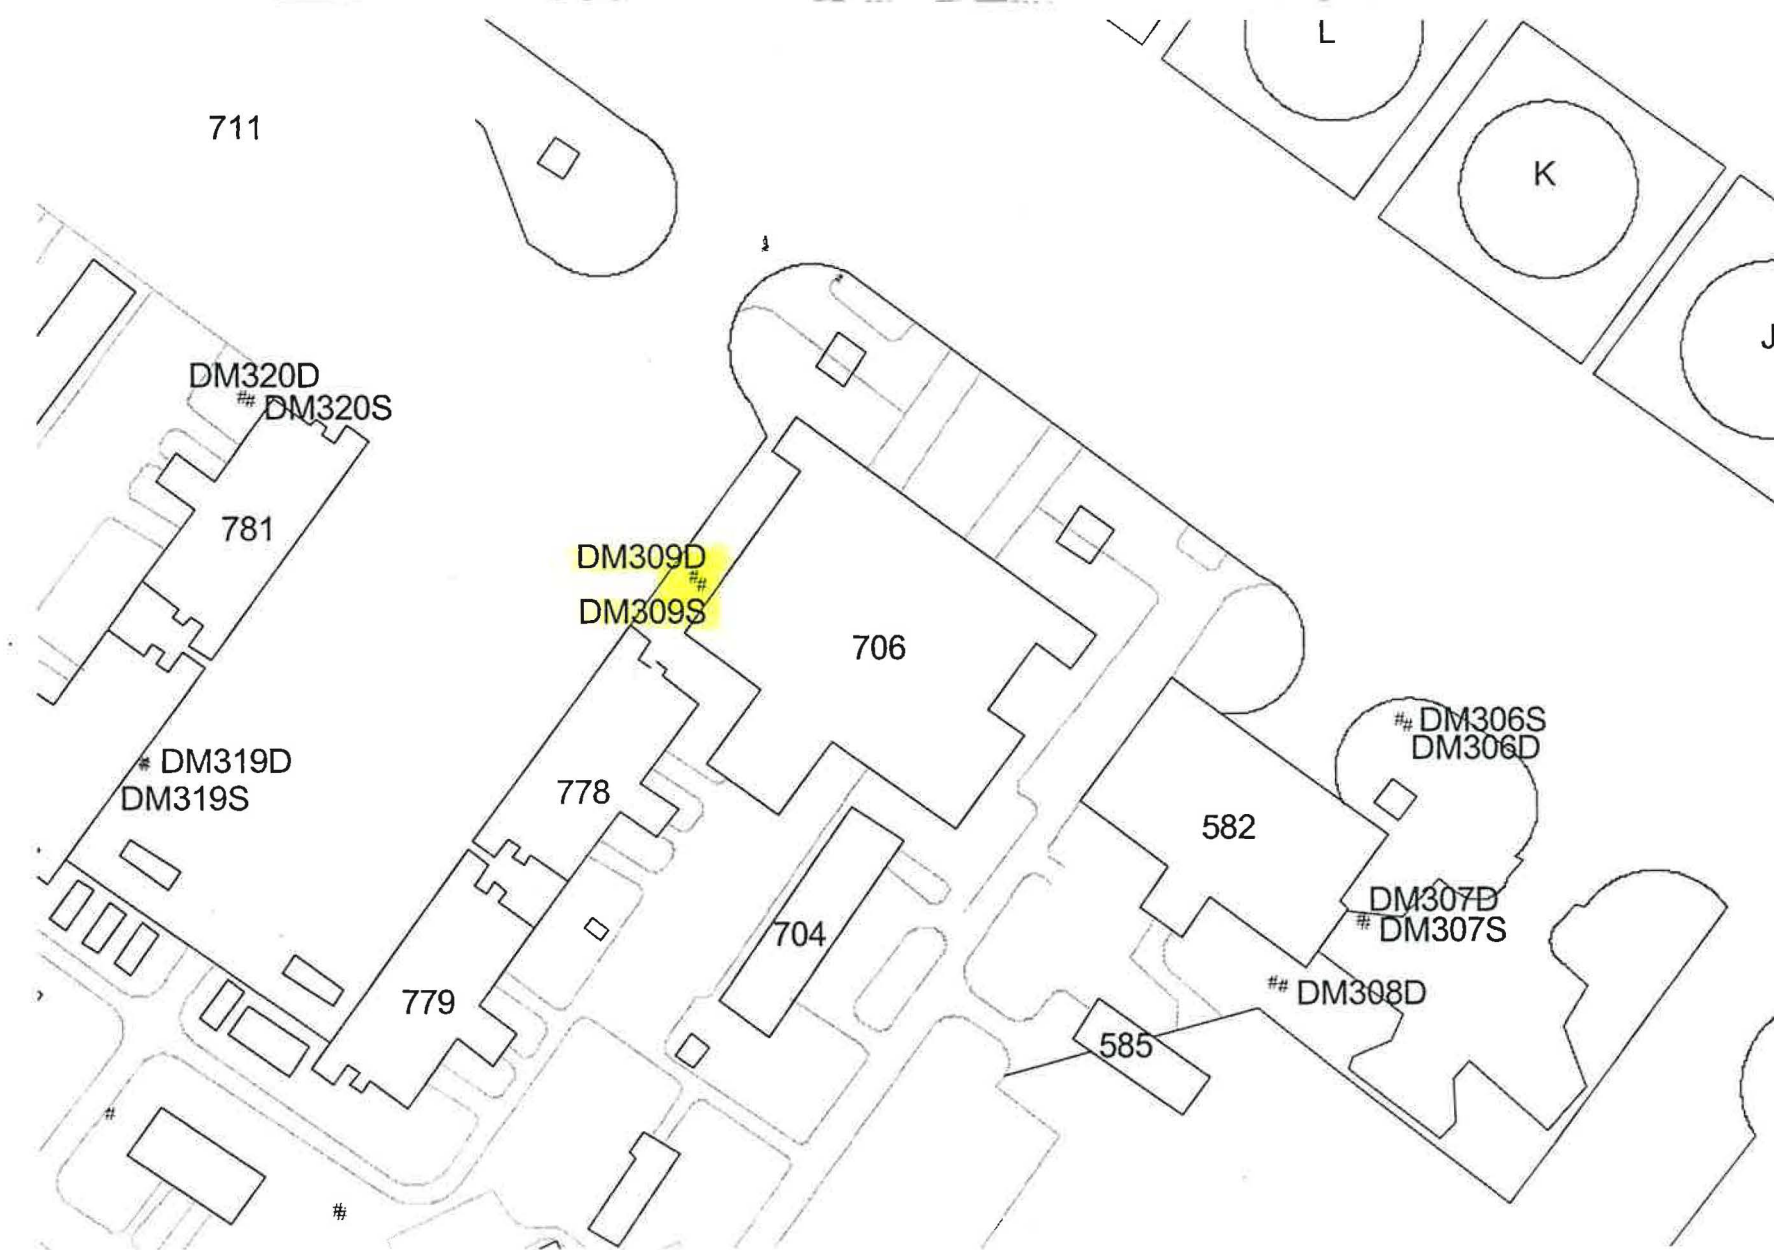 L
711
K
J
DM320D
## DM320S
781
DM309D
##
DM309S
706
## DM306S
DM306D
# DM319D
DM319S
778
582
DM307D
## DM307S
704
## DM308D
779
585
#
#